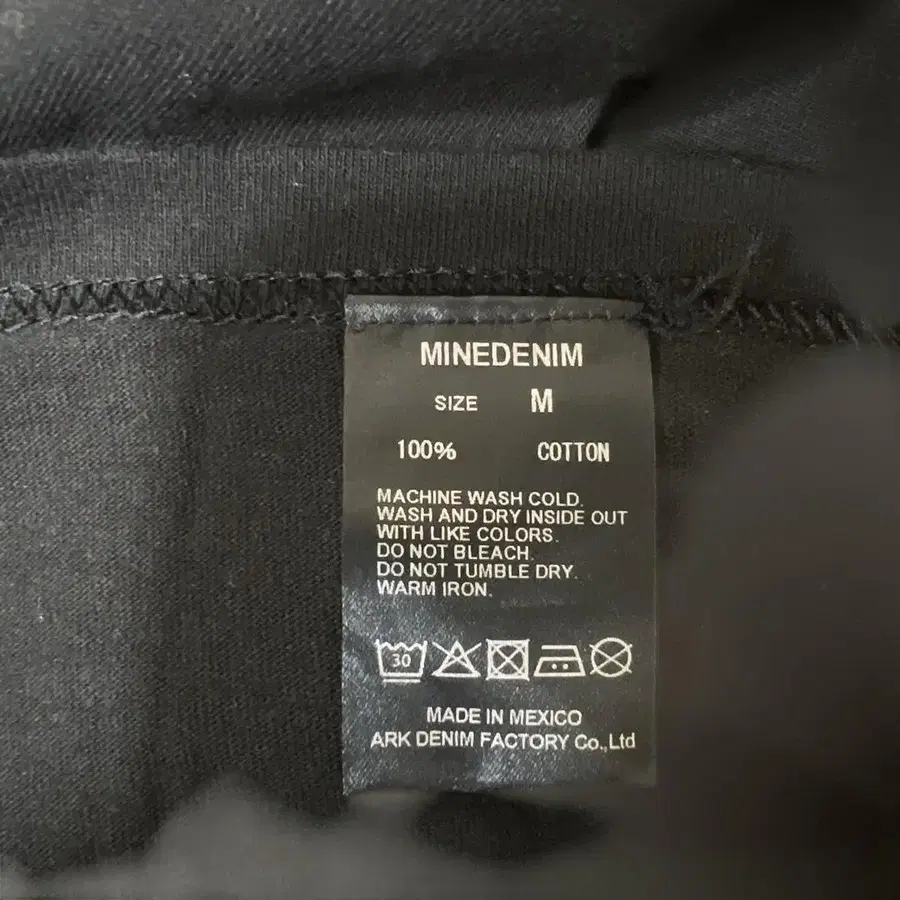 MINEDENIM
SIZE M
100% COTTON
MACHINE WASH COLD.
WASH AND DRY INSIDE OUT
WITH LIKE COLORS.
DO NOT BLEACH.
DO NOT TUMBLE DRY.
WARM IRON.
30
MADE IN MEXICO
ARK DENIM FACTORY Co.,Ltd